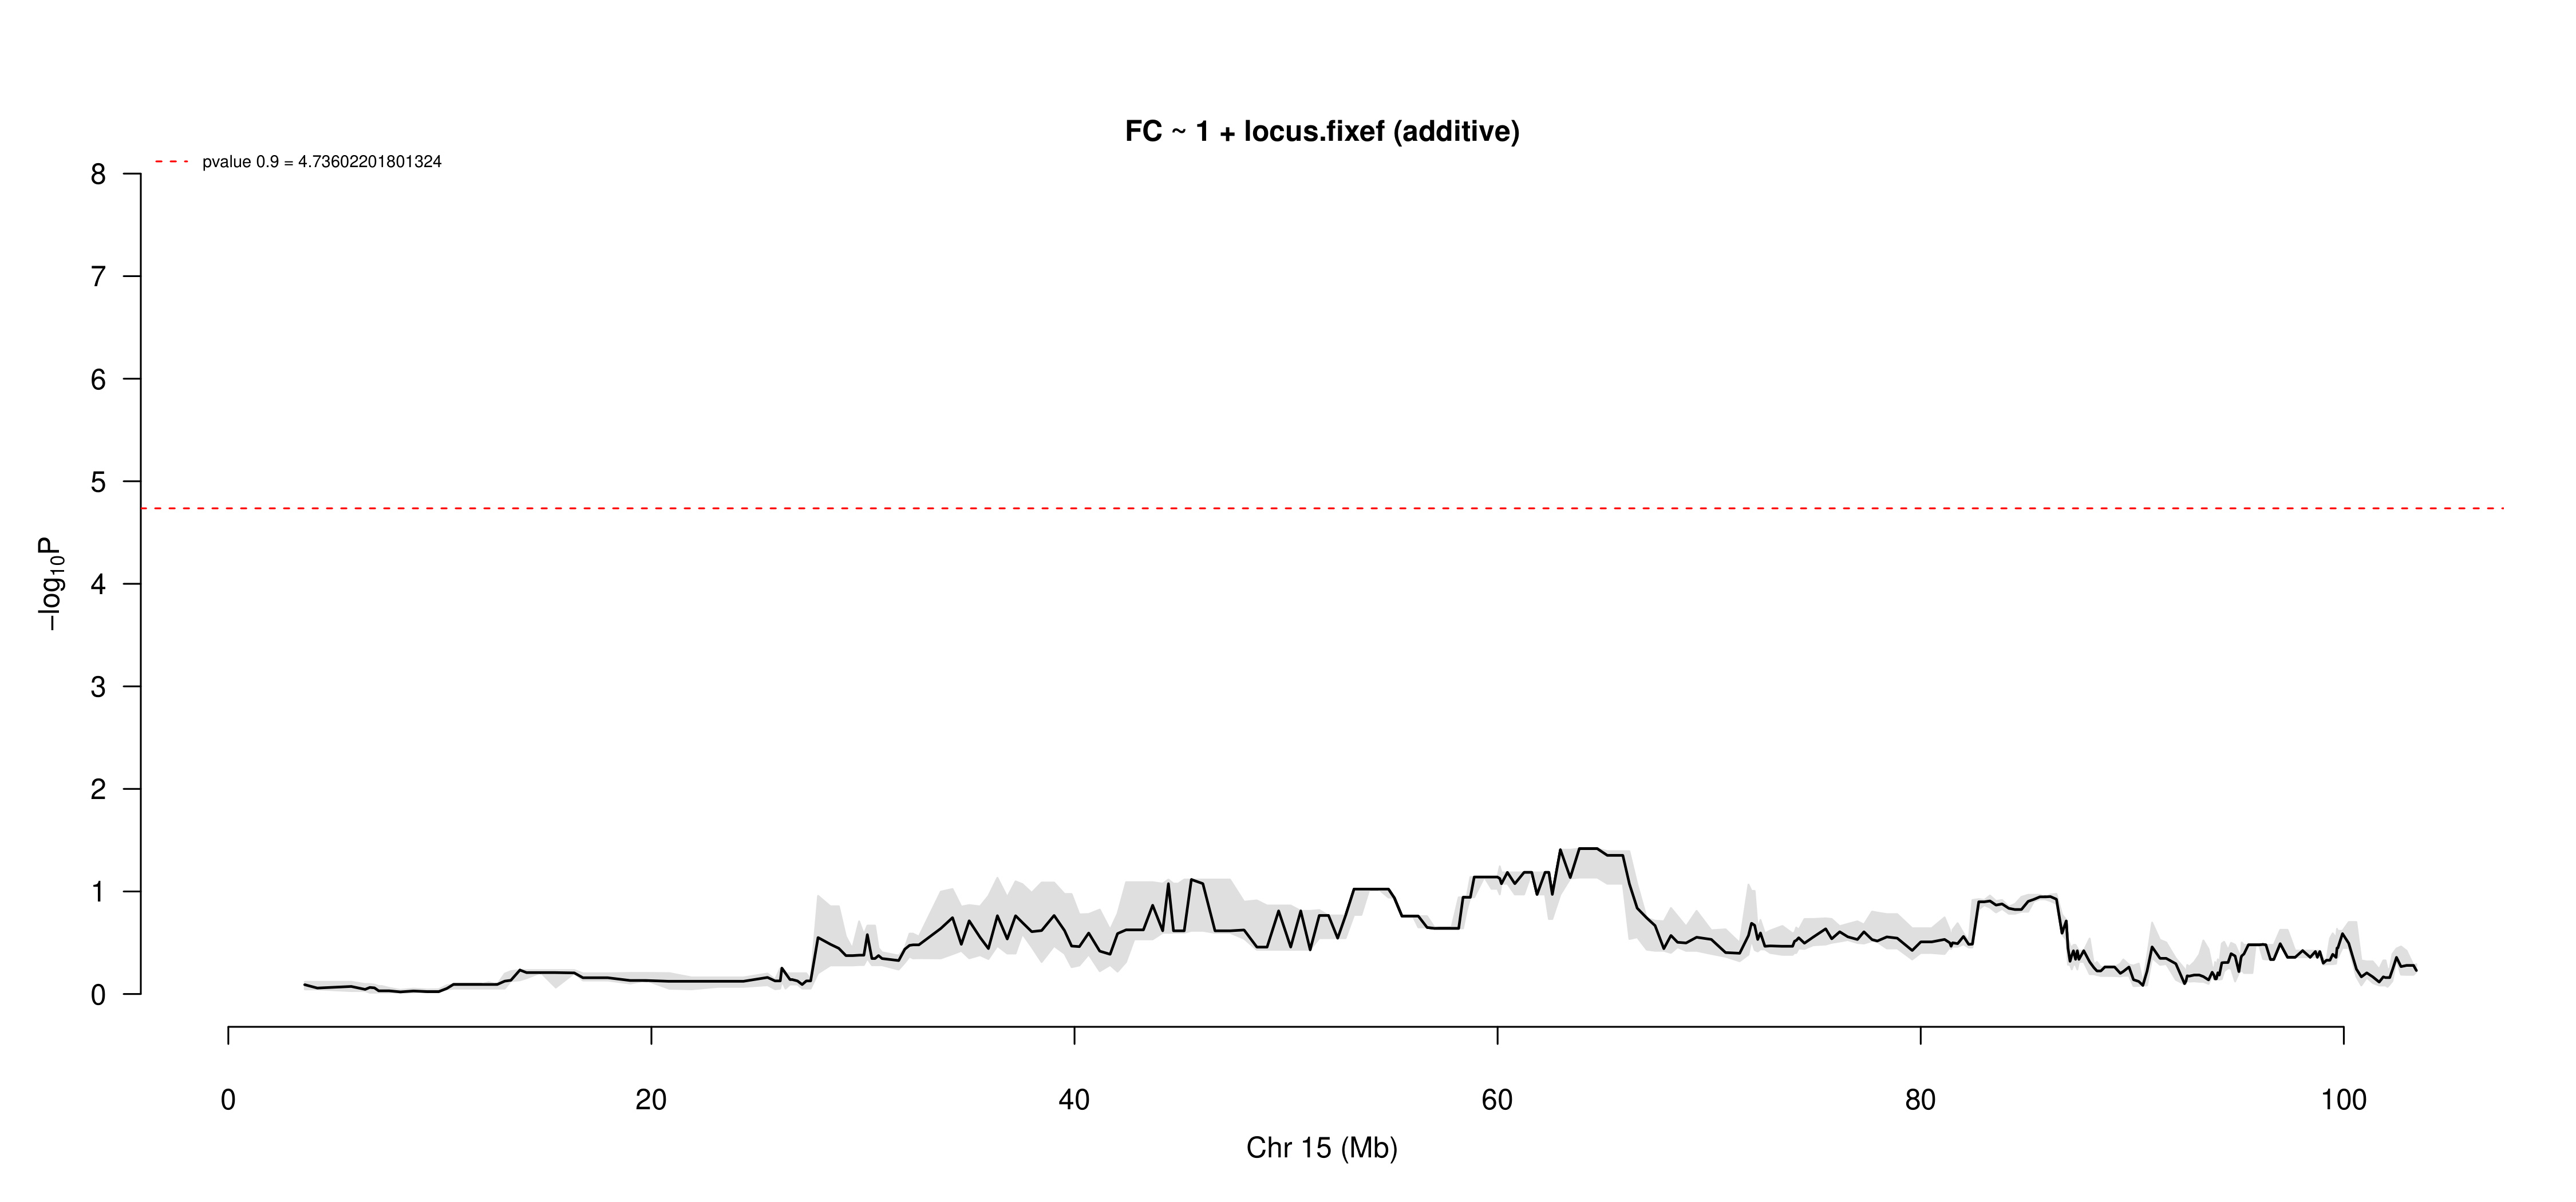 FC ~ 1 + locus.fixef (additive)
pvalue 0.9 = 4.73602201801324
8
7
6
5
4
3
2
1
0
−log10P
0 20 40 60 80 100
Chr 15 (Mb)